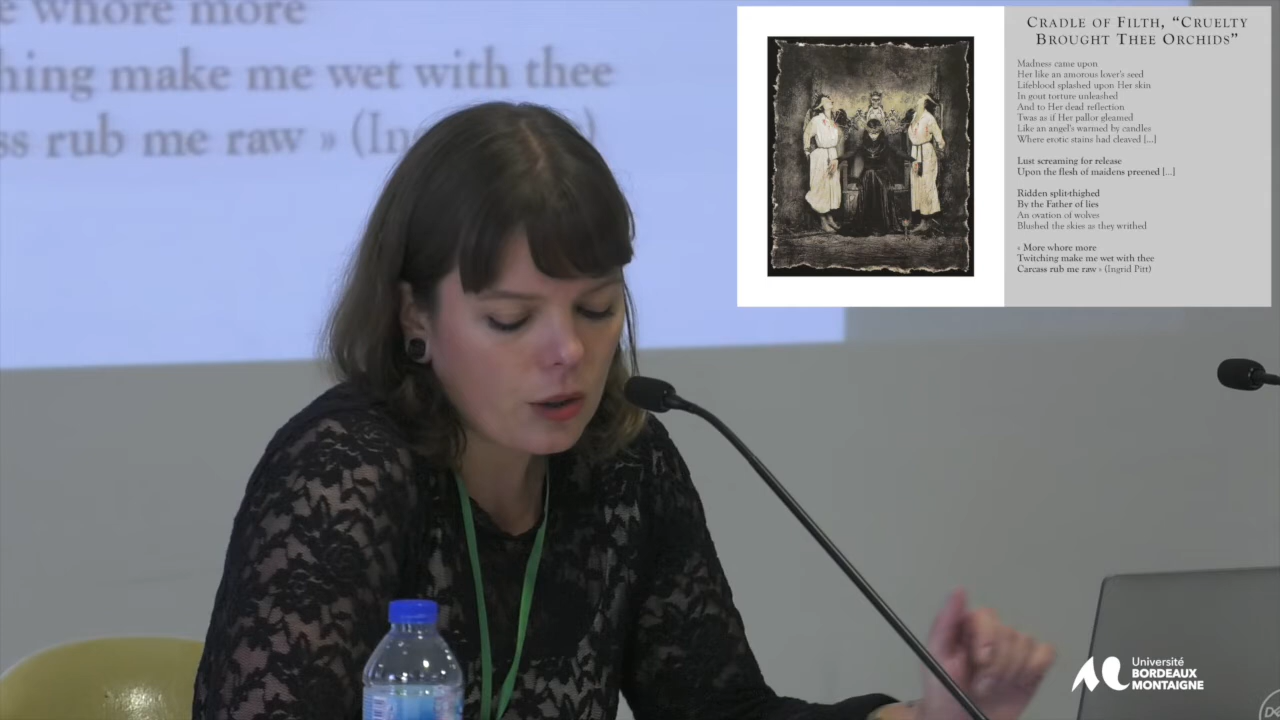 e whore more
hing make me wet with thee
ss rub me raw » (Ing
CRADLE OF FILTH, “CRUELTY
BROUGHT THEE ORCHIDS”
Madness came upon
Her like an amorous lover's seed
Lifeblood splashed upon Her skin
In gout torture unleashed
And to Her dead reflection
Twas as if Her pallor gleamed
Like an angel's warmed by candles
Where erotic stains had cleaved [...]
Lust screaming for release
Upon the flesh of maidens preened [...]
Ridden split-thighed
By the Father of lies
An ovation of wolves
Blushed the skies as they writhed
« More whore more
Twitching make me wet with thee
Carcass rub me raw » (Ingrid Pitt)
Université
BORDEAUX
MONTAIGNE